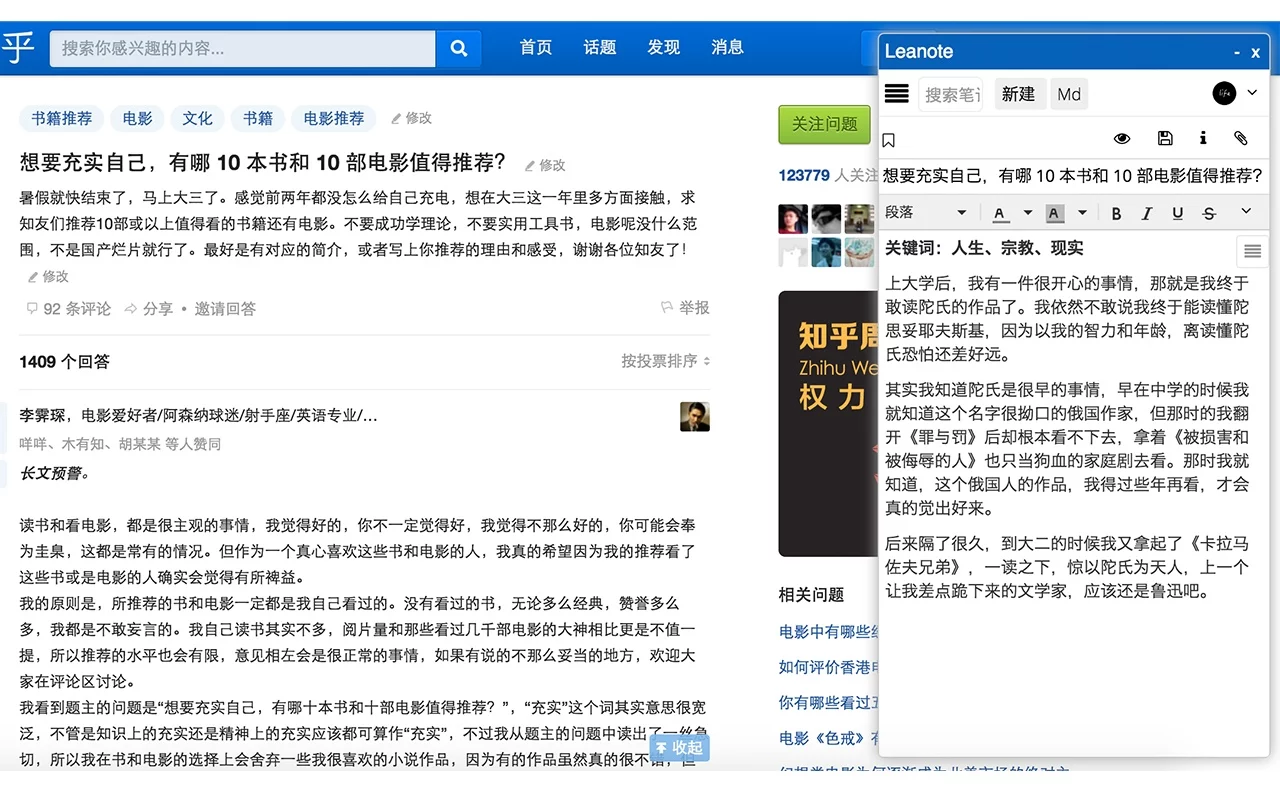 乎
搜索你感兴趣的内容...
首页 话题 发现 消息
书籍推荐 电影 文化 书籍 电影推荐 修改
想要充实自己，有哪 10 本书和 10 部电影值得推荐？ 修改
暑假就快结束了，马上大三了。感觉前两年都没怎么给自己充电，想在大三这一年里多方面接触，求
知友们推荐10部或以上值得看的书籍还有电影。不要成功学理论，不要实用工具书，电影呢没什么范
围，不是国产烂片就行了。最好是有对应的简介，或者写上你推荐的理由和感受，谢谢各位知友了！
修改
92 条评论 分享 • 邀请回答 举报
1409 个回答 按投票排序
李霁琛，电影爱好者/阿森纳球迷/射手座/英语专业/…
咩咩、木有知、胡某某 等人赞同
长文预警。
读书和看电影，都是很主观的事情，我觉得好的，你不一定觉得好，我觉得不那么好的，你可能会奉
为圭臬，这都是常有的情况。但作为一个真心喜欢这些书和电影的人，我真的希望因为我的推荐看了
这些书或是电影的人确实会觉得有所裨益。
我的原则是，所推荐的书和电影一定都是我自己看过的。没有看过的书，无论多么经典，赞誉多么
多，我都是不敢妄言的。我自己读书其实不多，阅片量和那些看过几千部电影的大神相比更是不值一
提，所以推荐的水平也会有限，意见相左会是很正常的事情，如果有说的不那么妥当的地方，欢迎大
家在评论区讨论。
我看到题主的问题是“想要充实自己，有哪十本书和十部电影值得推荐？”，“充实”这个词其实意思很宽
泛，不管是知识上的充实还是精神上的充实应该都可算作“充实”，不过我从题主的问题中读出了一丝急
切，所以我在书和电影的选择上会舍弃一些我很喜欢的小说作品，因为有的作品虽然真的很不错，但
收起
关注问题
123779 人关注
知乎周
Zhihu We
权力
相关问题
电影中有哪些
如何评价香港
你有哪些看过
电影《色戒》有
Leanote
- x
搜索笔记 新建 Md
life
想要充实自己，有哪 10 本书和 10 部电影值得推荐？
段落 A A B I U S
关键词：人生、宗教、现实
上大学后，我有一件很开心的事情，那就是我终于
敢读陀氏的作品了。我依然不敢说我终于能读懂陀
思妥耶夫斯基，因为以我的智力和年龄，离读懂陀
氏恐怕还差好远。
其实我知道陀氏是很早的事情，早在中学的时候我
就知道这个名字很拗口的俄国作家，但那时的我翻
开《罪与罚》后却根本看不下去，拿着《被损害和
被侮辱的人》也只当狗血的家庭剧去看。那时我就
知道，这个俄国人的作品，我得过些年再看，才会
真的觉出好来。
后来隔了很久，到大二的时候我又拿起了《卡拉马
佐夫兄弟》，一读之下，惊以陀氏为天人，上一个
让我差点跪下来的文学家，应该还是鲁迅吧。